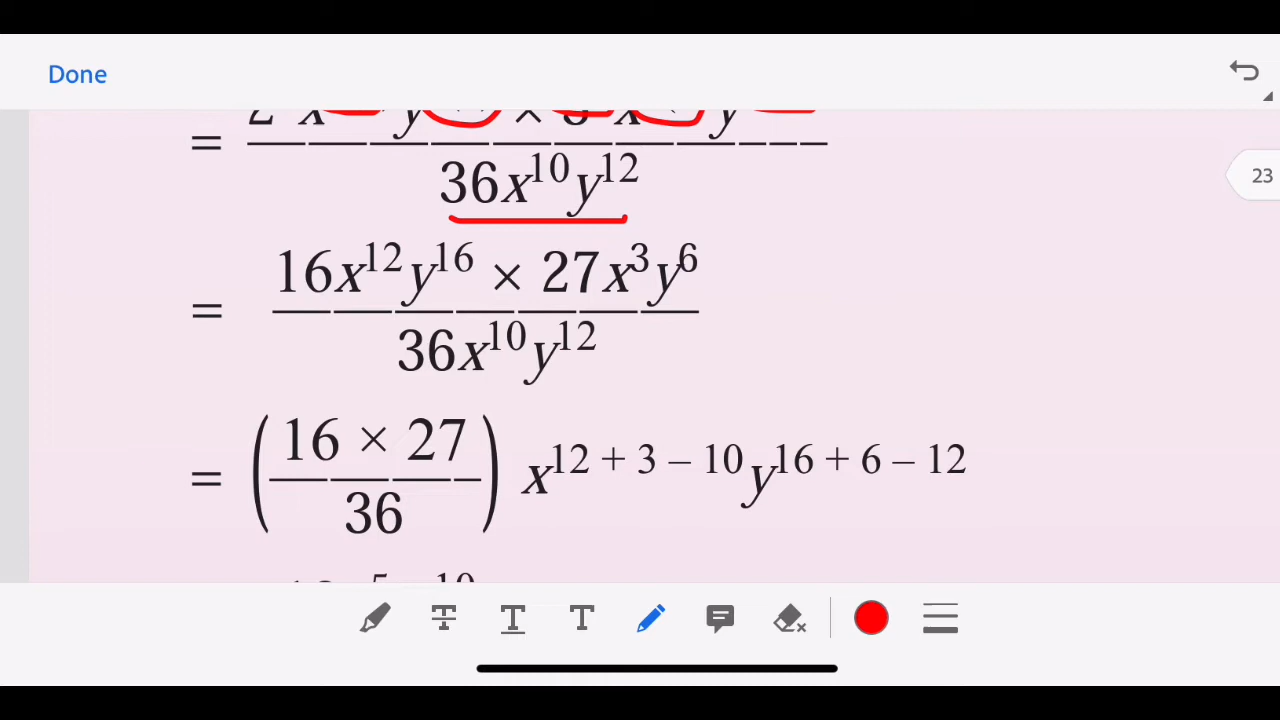 Done
23
=
36x¹⁰y¹²
= 16x¹²y¹⁶ × 27x³y⁶
36x¹⁰y¹²
= (16 × 27 / 36) x¹² ⁺ ³ ⁻ ¹⁰y¹⁶ ⁺ ⁶ ⁻ ¹²
T T T